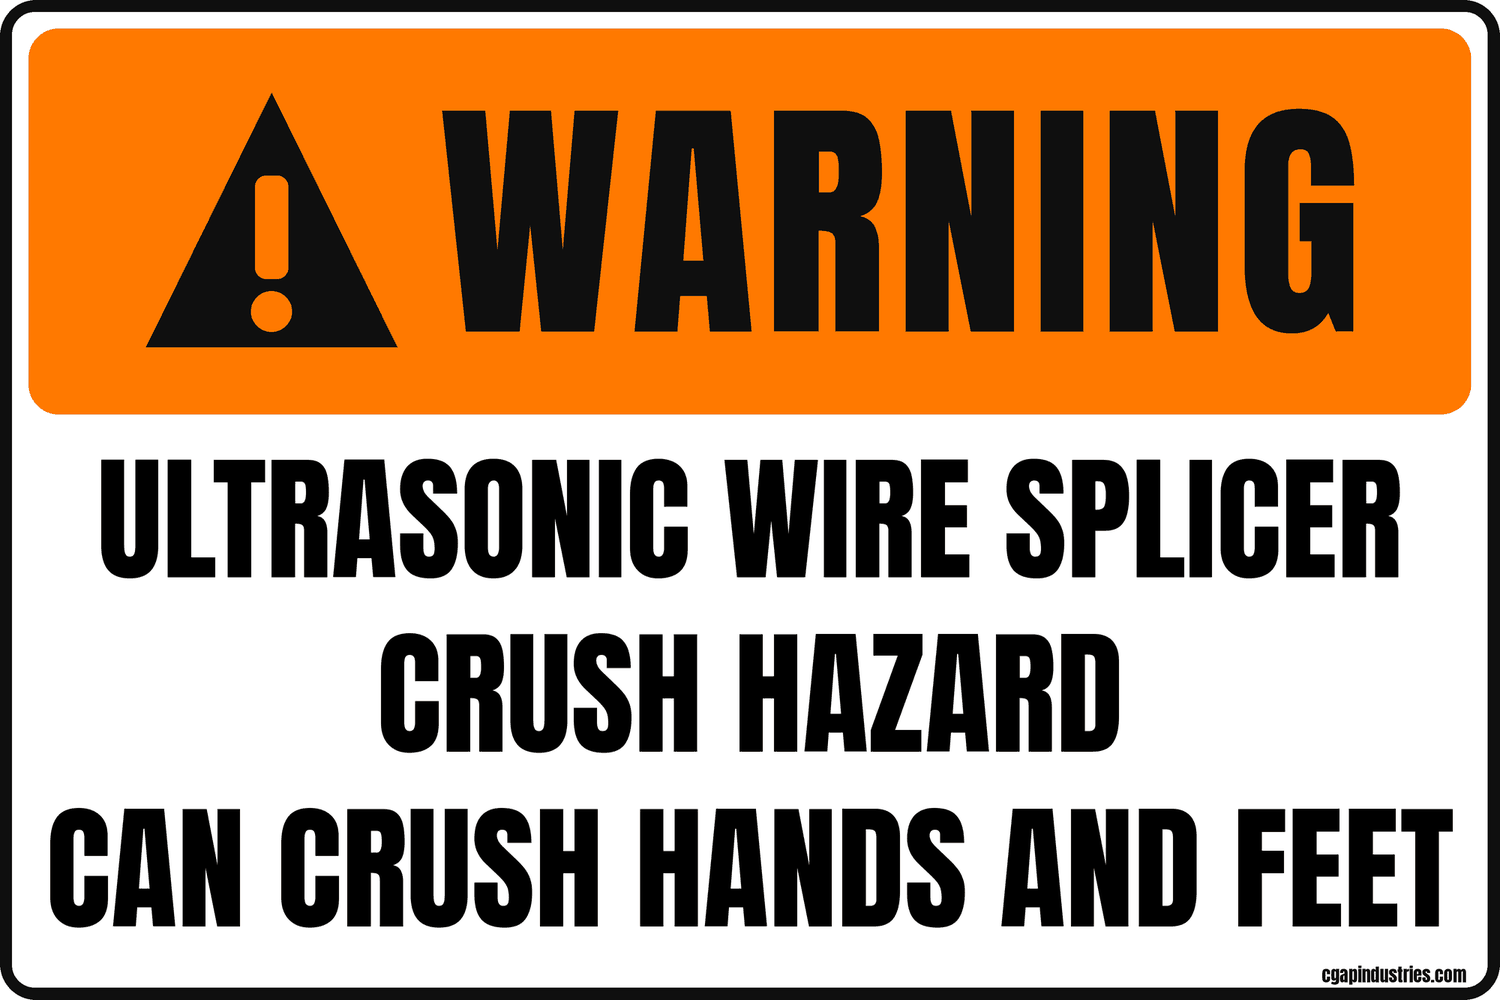 WARNING
ULTRASONIC WIRE SPLICER
CRUSH HAZARD
CAN CRUSH HANDS AND FEET
cgapindustries.com